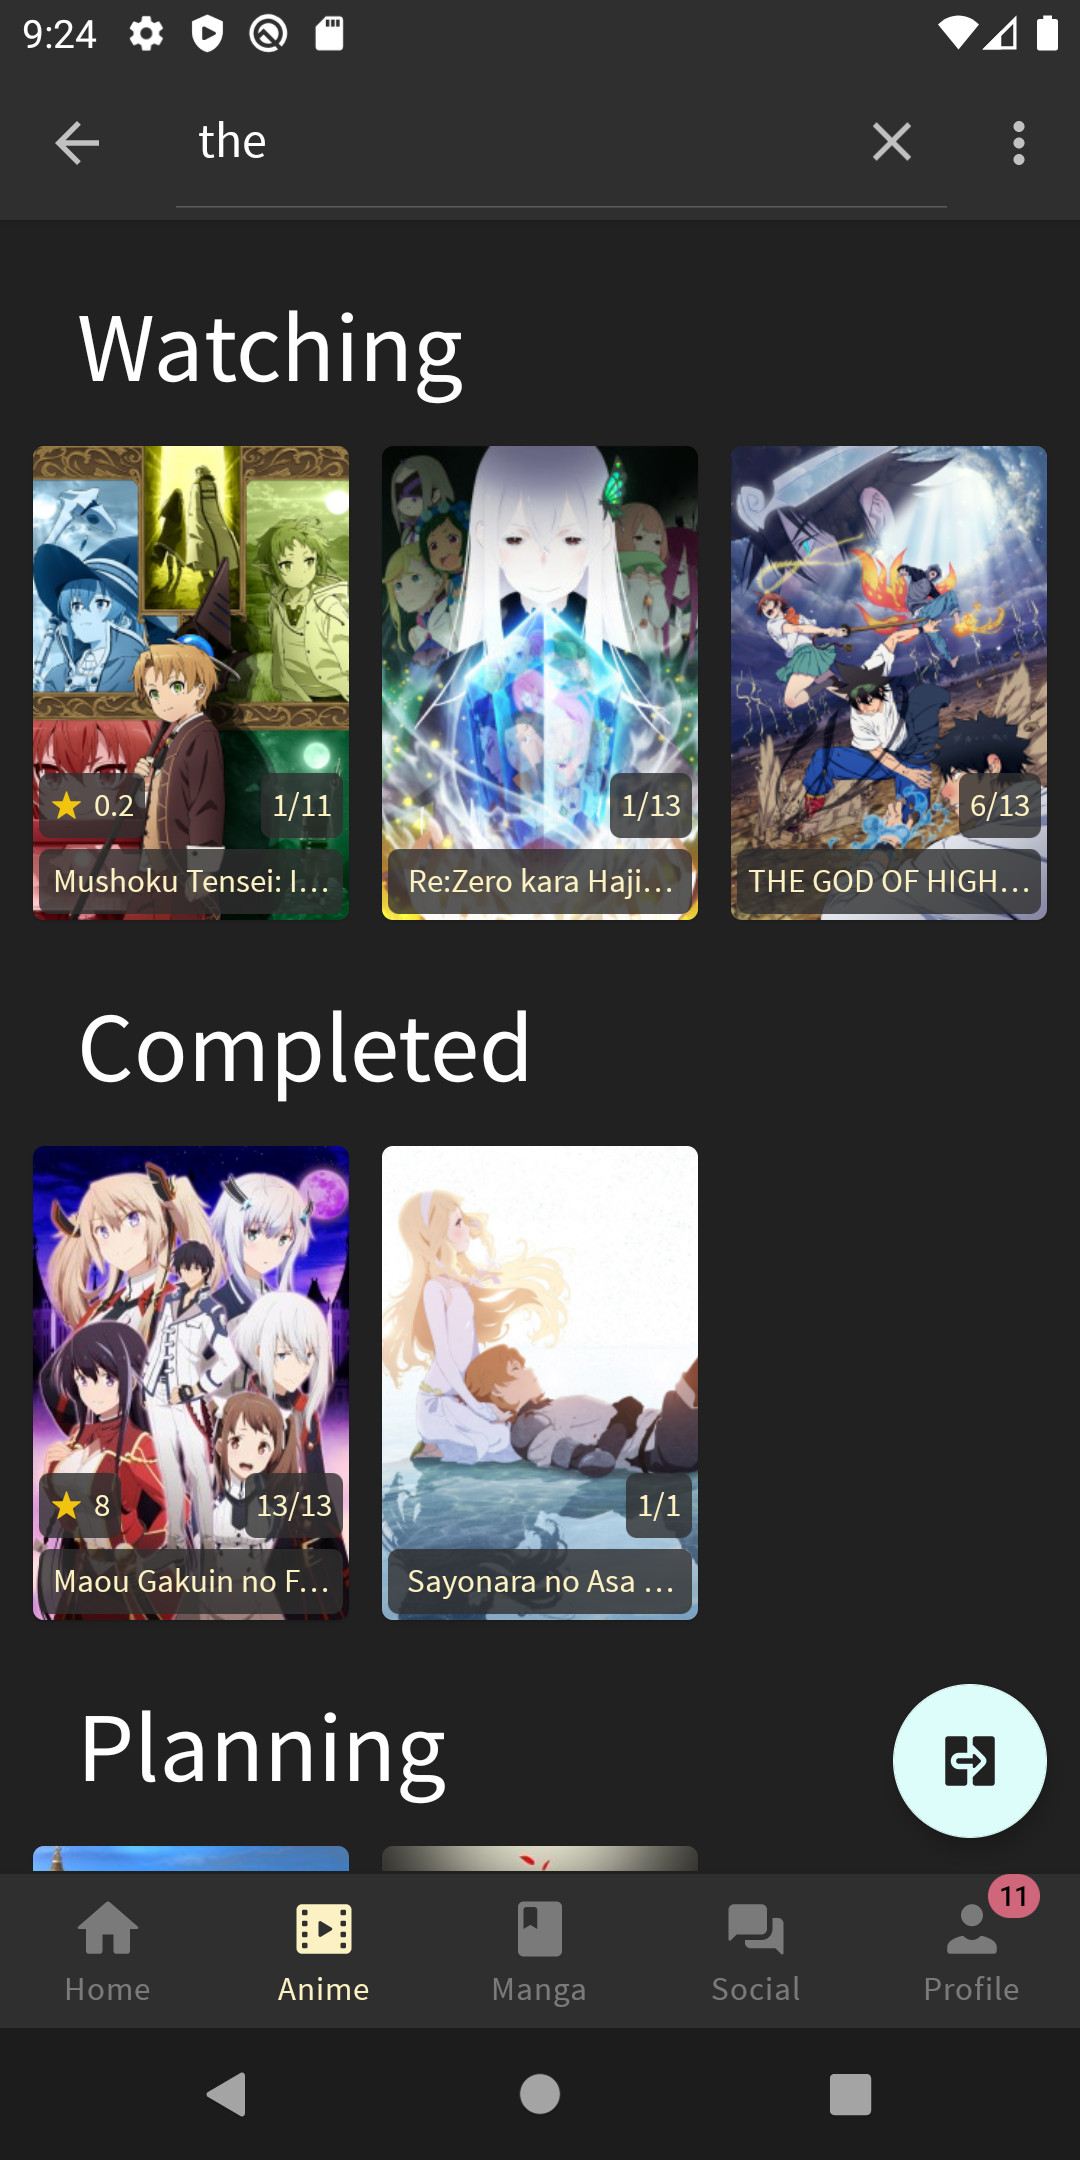 9:24
the
Watching
0.2
1/11
Mushoku Tensei: I...
1/13
Re:Zero kara Haji...
6/13
THE GOD OF HIGH...
Completed
8
13/13
Maou Gakuin no F...
1/1
Sayonara no Asa ...
Planning
11
Home
Anime
Manga
Social
Profile